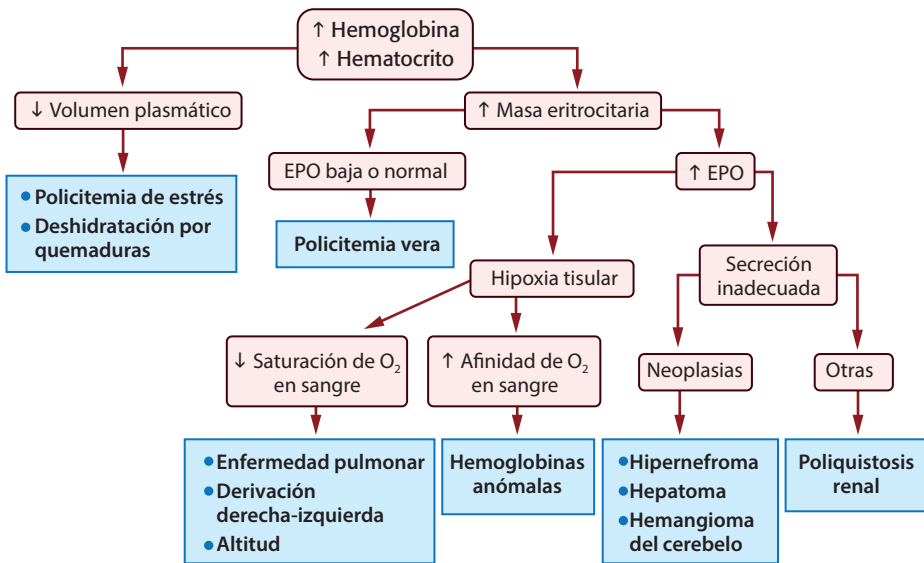 ↑ Hemoglobina
↑ Hematocrito
↓ Volumen plasmático
↑ Masa eritrocitaria
EPO baja o normal
↑ EPO
• Policitemia de estrés
• Deshidratación por
quemaduras
Policitemia vera
Hipoxia tisular
Secreción
inadecuada
↓ Saturación de O₂
en sangre
↑ Afinidad de O₂
en sangre
Neoplasias
Otras
• Enfermedad pulmonar
• Derivación
derecha-izquierda
• Altitud
Hemoglobinas
anómalas
• Hipernefroma
• Hepatoma
• Hemangioma
del cerebelo
Poliquistosis
renal